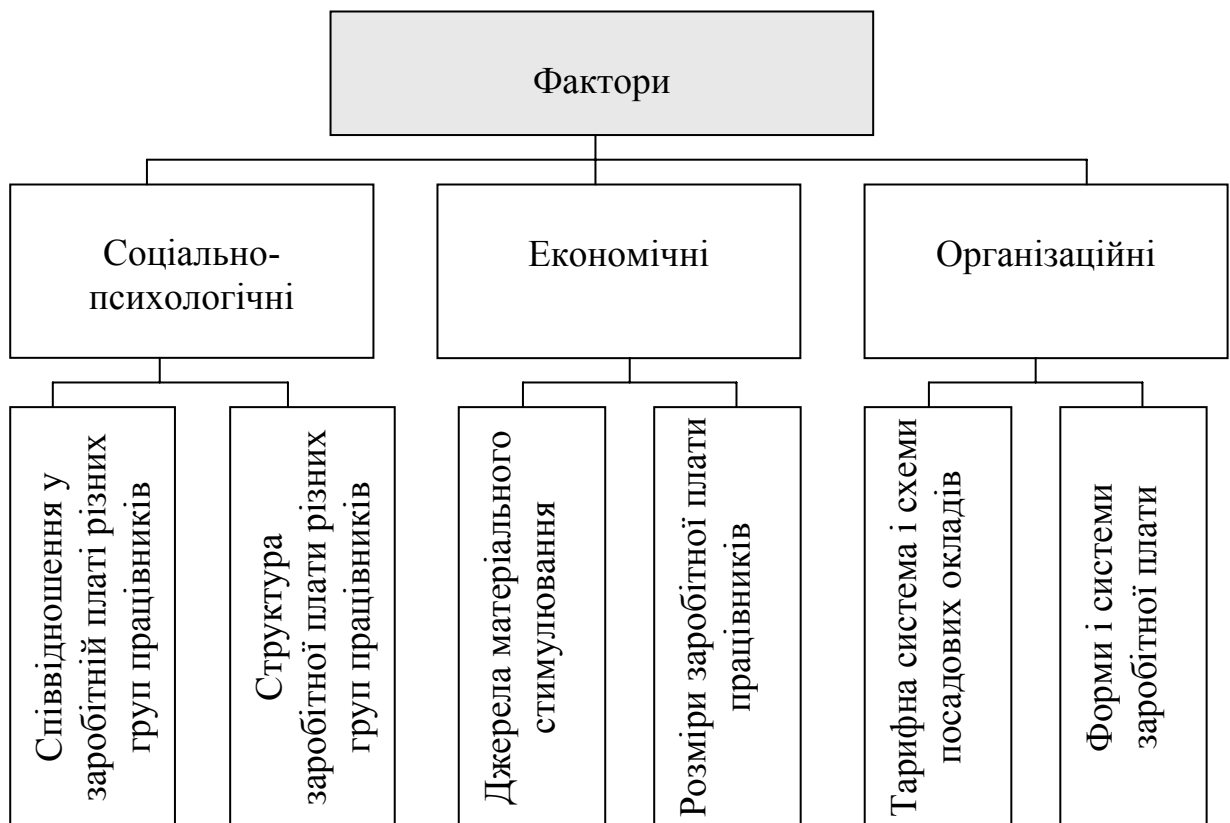 Фактори
Соціально-
психологічні
Економічні
Організаційні
Співвідношення у
заробітній платі різних
груп працівників
Структура
заробітної плати різних
груп працівників
Джерела матеріального
стимулювання
Розміри заробітної плати
працівників
Тарифна система і схеми
посадових окладів
Форми і системи
заробітної плати